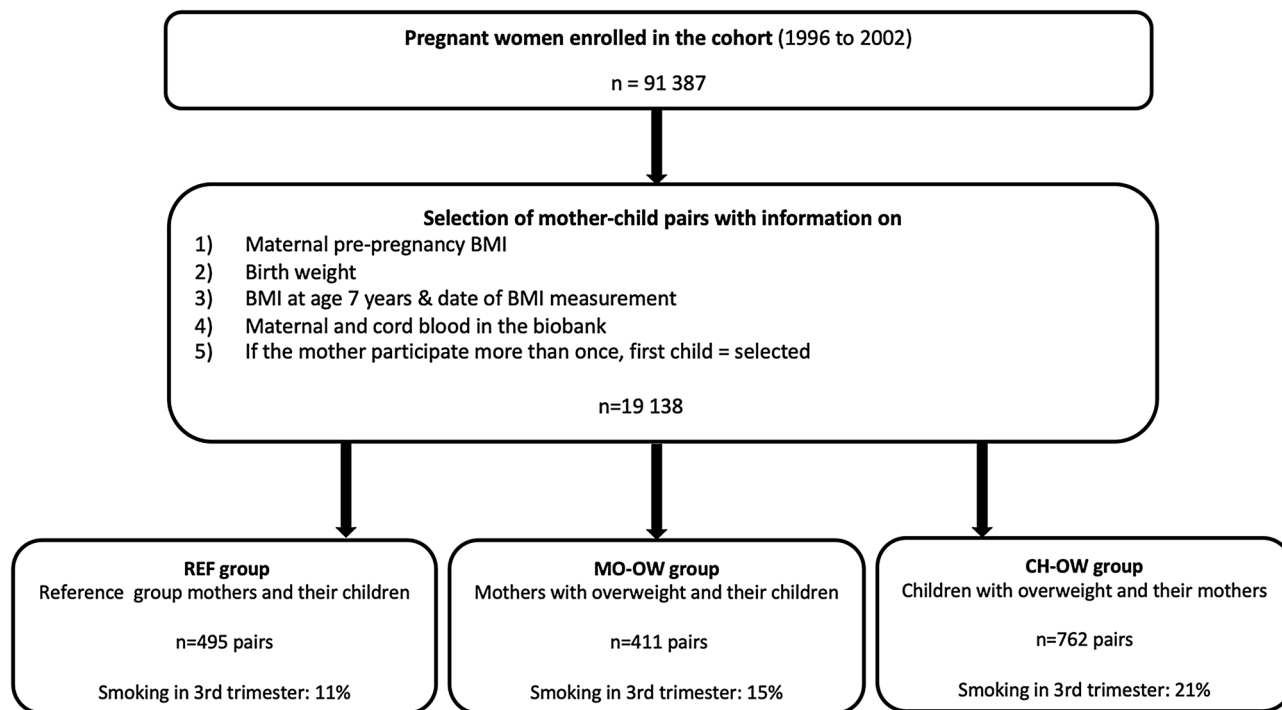 Pregnant women enrolled in the cohort (1996 to 2002)
n = 91 387
Selection of mother-child pairs with information on
1) Maternal pre-pregnancy BMI
2) Birth weight
3) BMI at age 7 years & date of BMI measurement
4) Maternal and cord blood in the biobank
5) If the mother participate more than once, first child = selected
n=19 138
REF group
Reference group mothers and their children
n=495 pairs
Smoking in 3rd trimester: 11%
MO-OW group
Mothers with overweight and their children
n=411 pairs
Smoking in 3rd trimester: 15%
CH-OW group
Children with overweight and their mothers
n=762 pairs
Smoking in 3rd trimester: 21%